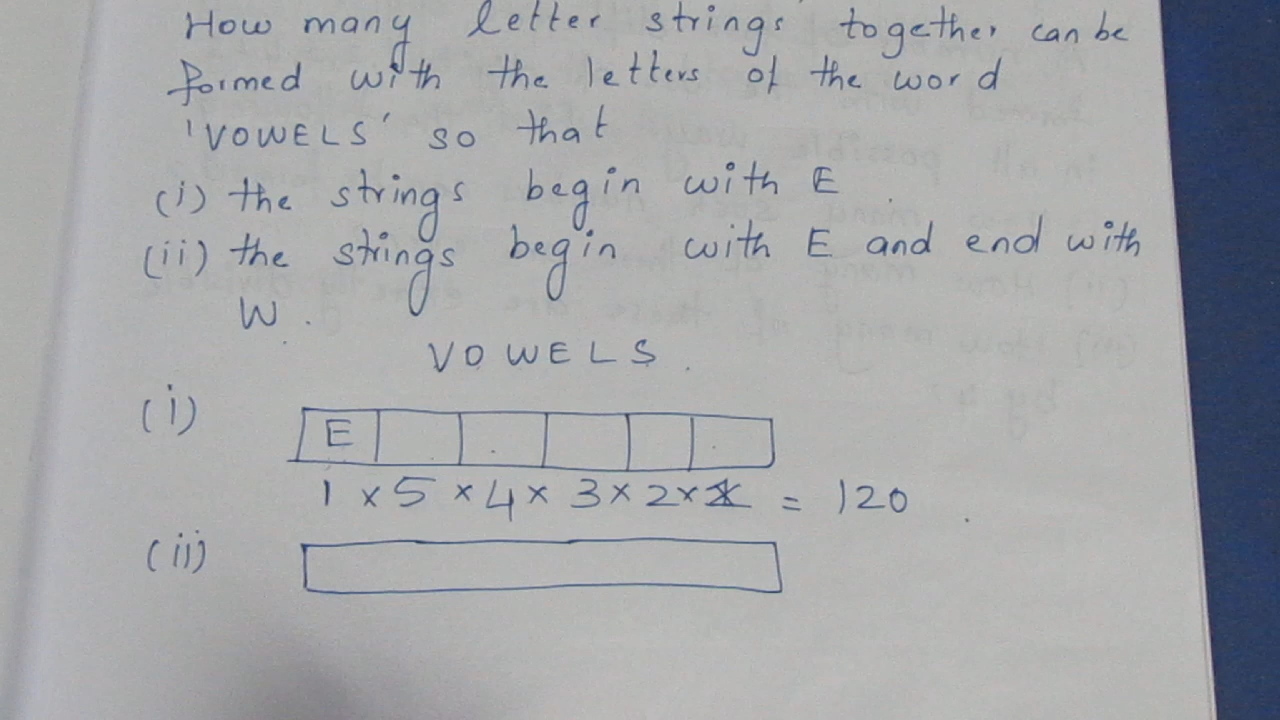 How many letter strings together can be
formed with the letters of the word
'VOWELS' so that
(i) the strings begin with E
(ii) the strings begin with E and end with
W.
VOWELS.
(i)
E
1 x 5 x 4 x 3 x 2 x 1 = 120
(ii)